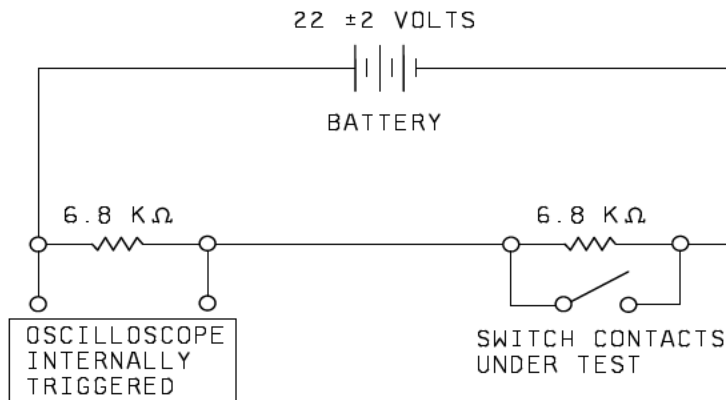 22 ±2 VOLTS
BATTERY
6.8 KΩ
6.8 KΩ
OSCILLOSCOPE
INTERNALLY
TRIGGERED
SWITCH CONTACTS
UNDER TEST